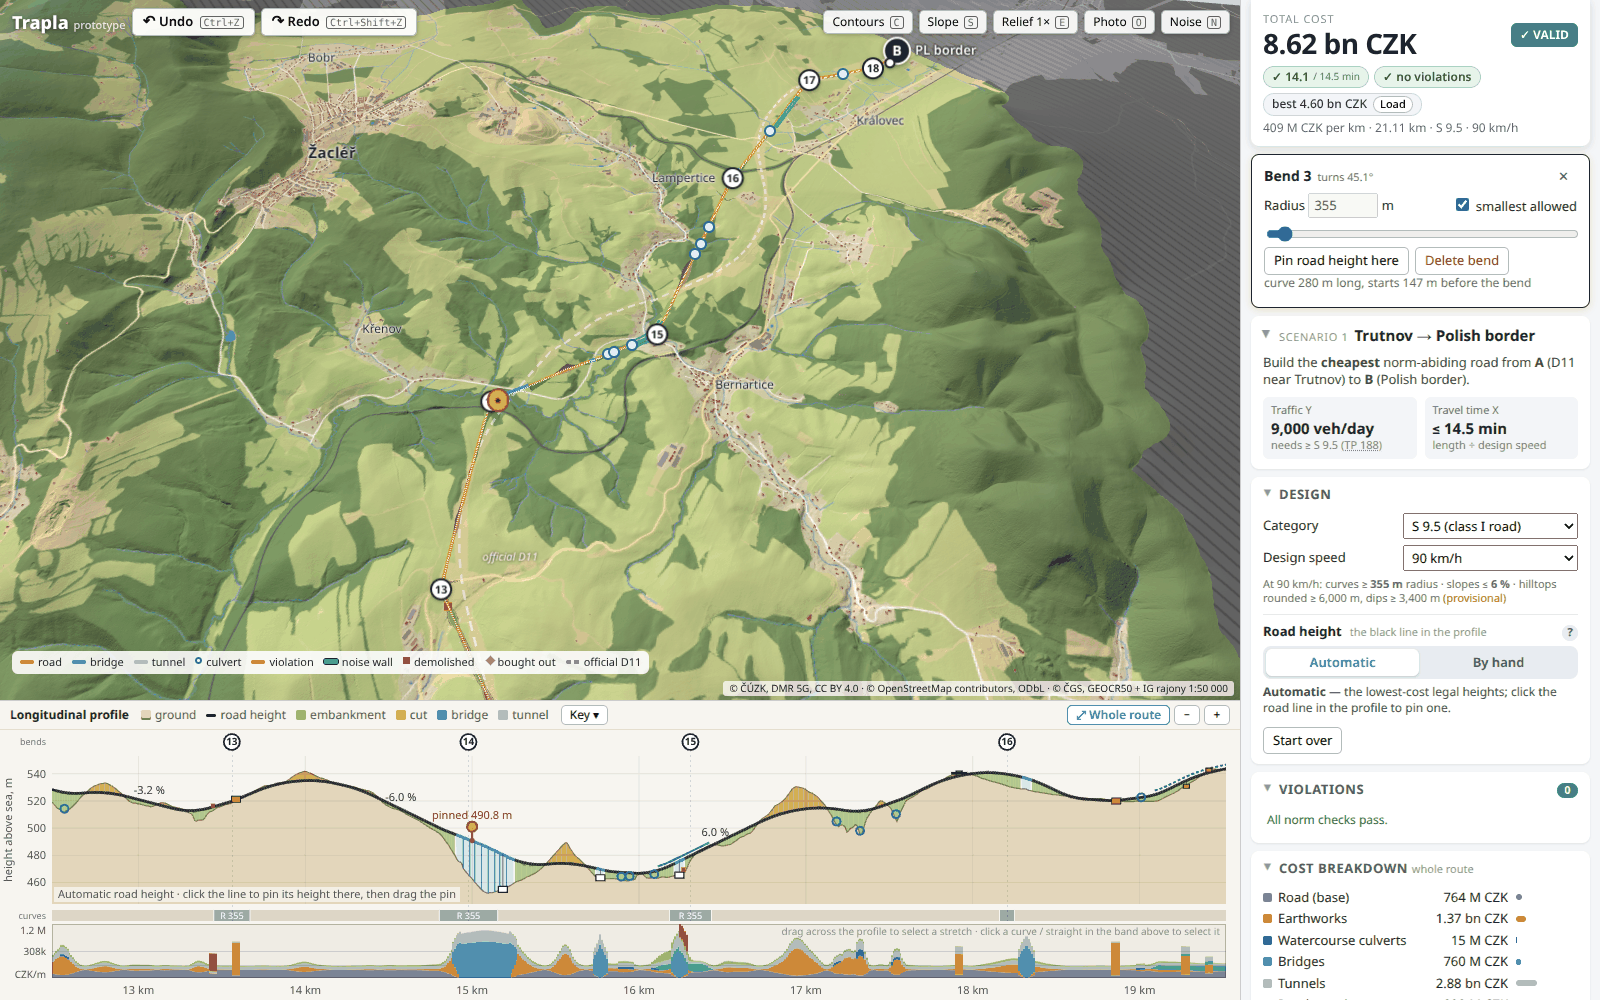 Trapla prototype
↶ Undo Ctrl+Z
↷ Redo Ctrl+Shift+Z
Contours C
Slope S
Relief 1× E
Photo O
Noise N
B PL border
18
17
Bobr
Královec
Žacléř
Lampertice
16
Křenov
15
Bernartice
official D11
13
road
bridge
tunnel
culvert
violation
noise wall
demolished
bought out
official D11
© ČÚZK, DMR 5G, CC BY 4.0 · © OpenStreetMap contributors, ODbL · © ČGS, GEOCR50 + IG rajony 1:50 000
TOTAL COST
8.62 bn CZK
✓ VALID
✓ 14.1 / 14.5 min
✓ no violations
best 4.60 bn CZK Load
409 M CZK per km · 21.11 km · S 9.5 · 90 km/h
Bend 3 turns 45.1° ×
Radius 355 m
smallest allowed
Pin road height here
Delete bend
curve 280 m long, starts 147 m before the bend
SCENARIO 1 Trutnov → Polish border
Build the cheapest norm-abiding road from A (D11
near Trutnov) to B (Polish border).
Traffic Y
9,000 veh/day
needs ≥ S 9.5 (TP 188)
Travel time X
≤ 14.5 min
length ÷ design speed
DESIGN
Category S 9.5 (class I road)
Design speed 90 km/h
At 90 km/h: curves ≥ 355 m radius · slopes ≤ 6 % · hilltops
rounded ≥ 6,000 m, dips ≥ 3,400 m (provisional)
Road height the black line in the profile ?
Automatic
By hand
Automatic — the lowest-cost legal heights; click the
road line in the profile to pin one.
Start over
VIOLATIONS 0
All norm checks pass.
COST BREAKDOWN whole route
Road (base) 764 M CZK
Earthworks 1.37 bn CZK
Watercourse culverts 15 M CZK
Bridges 760 M CZK
Tunnels 2.88 bn CZK
Longitudinal profile
ground
road height
embankment
cut
bridge
tunnel
Key ▾
⤢ Whole route
−
+
bends
13
14
15
16
height above sea, m
540
520
500
480
460
-3.2 %
-6.0 %
pinned 490.8 m
6.0 %
Automatic road height · click the line to pin its height there, then drag the pin
curves
R 355
R 355
R 355
1.2 M
308k
CZK/m
drag across the profile to select a stretch · click a curve / straight in the band above to select it
13 km
14 km
15 km
16 km
17 km
18 km
19 km